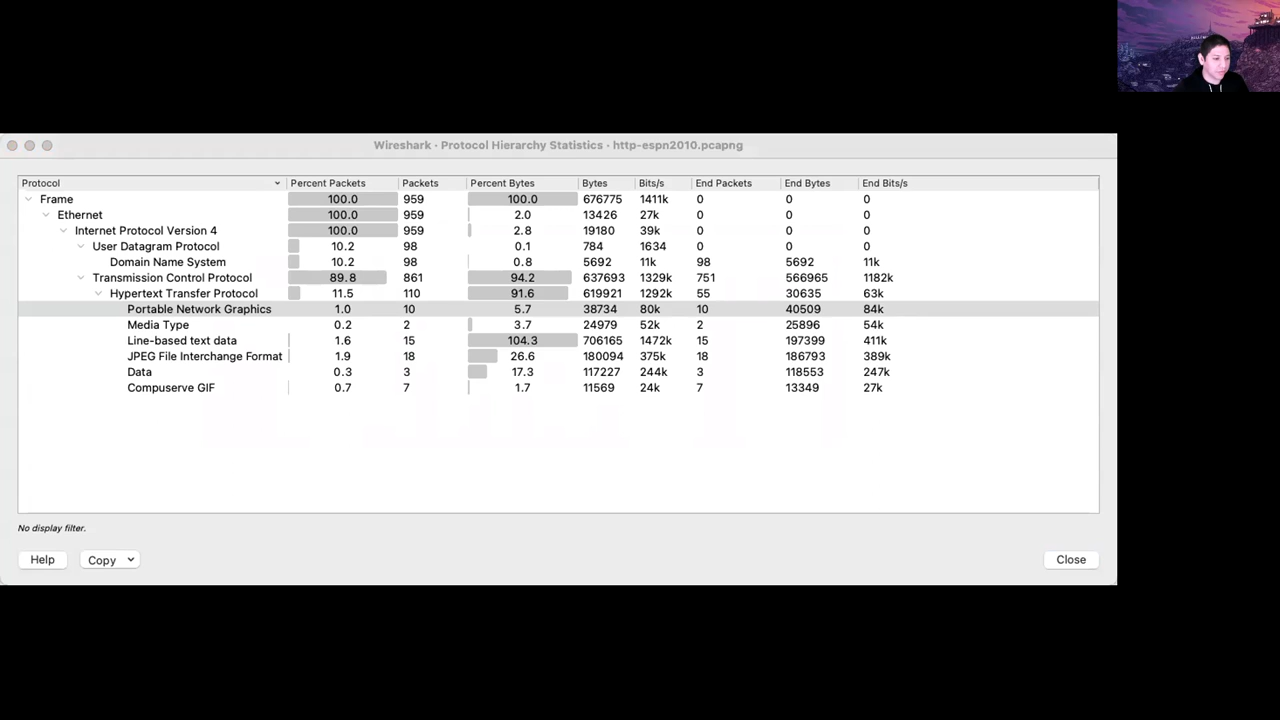 Wireshark · Protocol Hierarchy Statistics · http-espn2010.pcapng
Protocol Percent Packets Packets Percent Bytes Bytes Bits/s End Packets End Bytes End Bits/s
Frame 100.0 959 100.0 676775 1411k 0 0 0
Ethernet 100.0 959 2.0 13426 27k 0 0 0
Internet Protocol Version 4 100.0 959 2.8 19180 39k 0 0 0
User Datagram Protocol 10.2 98 0.1 784 1634 0 0 0
Domain Name System 10.2 98 0.8 5692 11k 98 5692 11k
Transmission Control Protocol 89.8 861 94.2 637693 1329k 751 566965 1182k
Hypertext Transfer Protocol 11.5 110 91.6 619921 1292k 55 30635 63k
Portable Network Graphics 1.0 10 5.7 38734 80k 10 40509 84k
Media Type 0.2 2 3.7 24979 52k 2 25896 54k
Line-based text data 1.6 15 104.3 706165 1472k 15 197399 411k
JPEG File Interchange Format 1.9 18 26.6 180094 375k 18 186793 389k
Data 0.3 3 17.3 117227 244k 3 118553 247k
Compuserve GIF 0.7 7 1.7 11569 24k 7 13349 27k
No display filter.
Help Copy Close